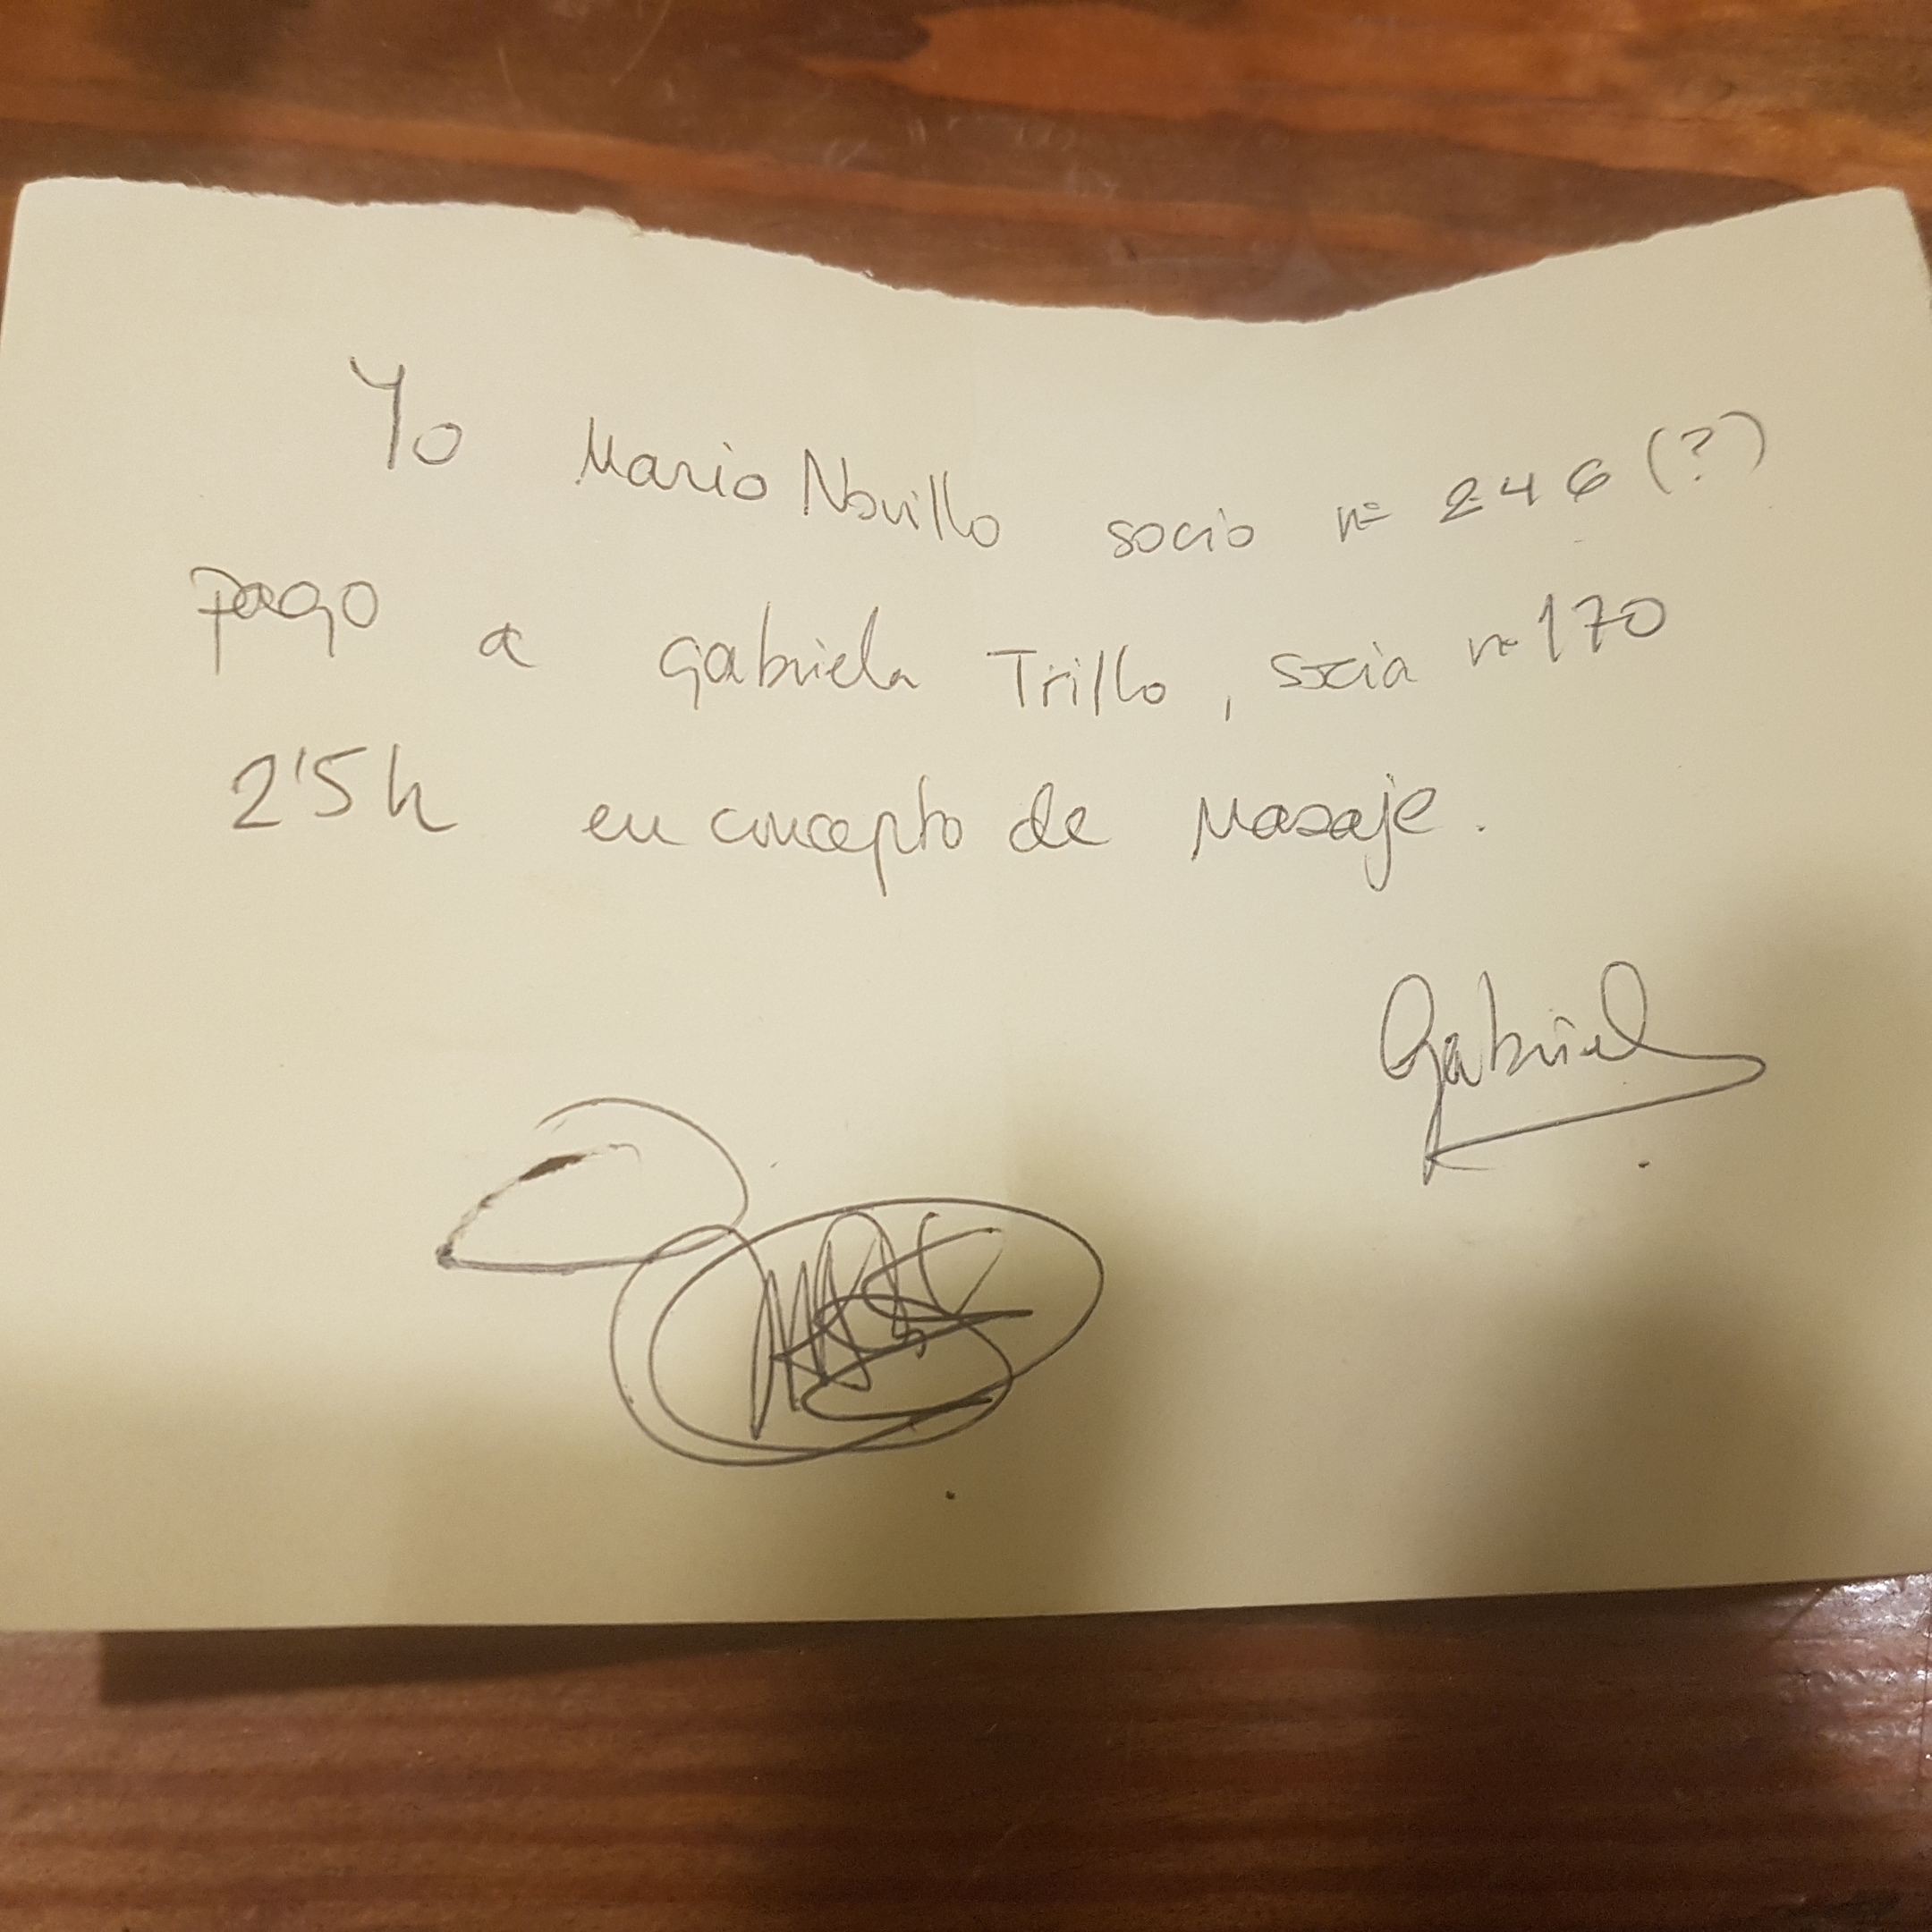 Yo Mario Novillo socio nº 246 (?)
pago a Gabriela Trillo, socia nº 170
2'5h en concepto de masaje.
Gabriel